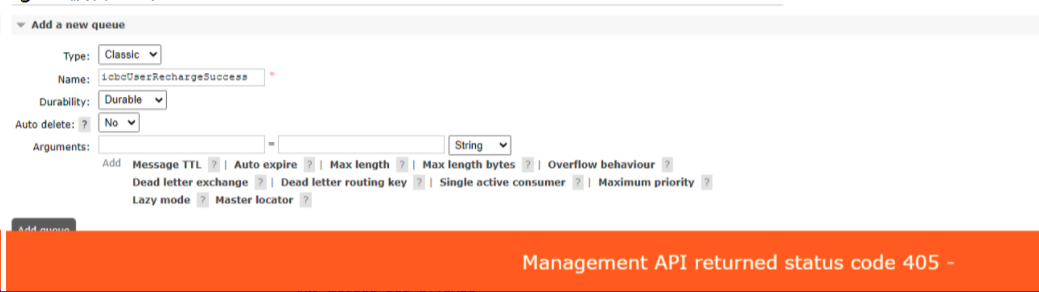 Add a new queue
Type: Classic
Name: icbcUserRechargeSuccess *
Durability: Durable
Auto delete: ? No
Arguments: = String
Add Message TTL ? | Auto expire ? | Max length ? | Max length bytes ? | Overflow behaviour ?
Dead letter exchange ? | Dead letter routing key ? | Single active consumer ? | Maximum priority ?
Lazy mode ? Master locator ?
Add queue
Management API returned status code 405 -